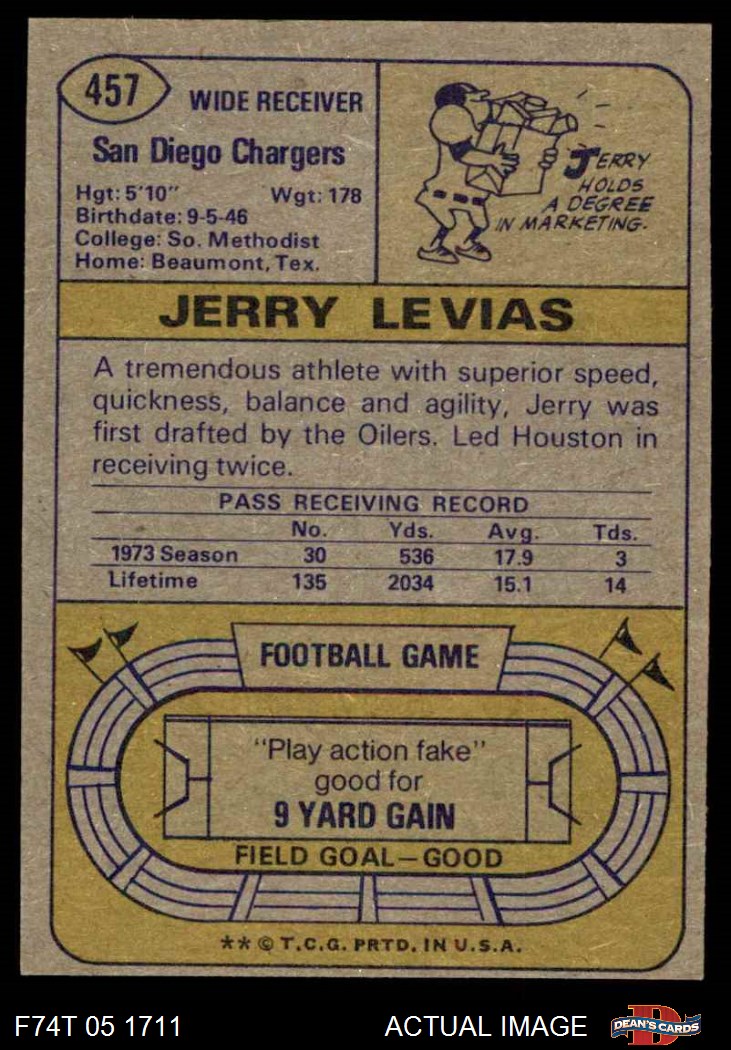 457
WIDE RECEIVER
San Diego Chargers
Hgt: 5'10" Wgt: 178
Birthdate: 9-5-46
College: So. Methodist
Home: Beaumont, Tex.
JERRY
HOLDS
A DEGREE
IN MARKETING.
JERRY LEVIAS
A tremendous athlete with superior speed,
quickness, balance and agility, Jerry was
first drafted by the Oilers. Led Houston in
receiving twice.
PASS RECEIVING RECORD
No. Yds. Avg. Tds.
1973 Season 30 536 17.9 3
Lifetime 135 2034 15.1 14
FOOTBALL GAME
"Play action fake"
good for
9 YARD GAIN
FIELD GOAL—GOOD
** © T.C.G. PRTD. IN U.S.A.
F74T 05 1711 ACTUAL IMAGE
D
DEAN'S CARDS